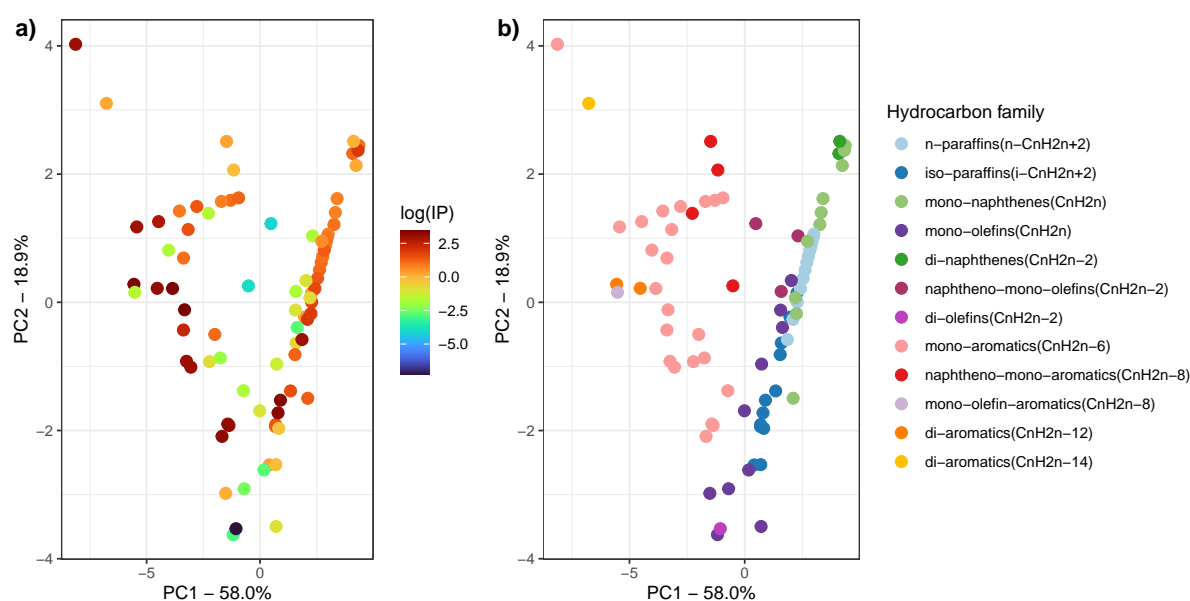 a)
4
2
0
−2
−4
PC2 − 18.9%
−5
0
PC1 − 58.0%
log(IP)
2.5
0.0
−2.5
−5.0
b)
4
2
0
−2
−4
PC2 − 18.9%
−5
0
PC1 − 58.0%
Hydrocarbon family
n−paraffins(n−CnH2n+2)
iso−paraffins(i−CnH2n+2)
mono−naphthenes(CnH2n)
mono−olefins(CnH2n)
di−naphthenes(CnH2n−2)
naphtheno−mono−olefins(CnH2n−2)
di−olefins(CnH2n−2)
mono−aromatics(CnH2n−6)
naphtheno−mono−aromatics(CnH2n−8)
mono−olefin−aromatics(CnH2n−8)
di−aromatics(CnH2n−12)
di−aromatics(CnH2n−14)